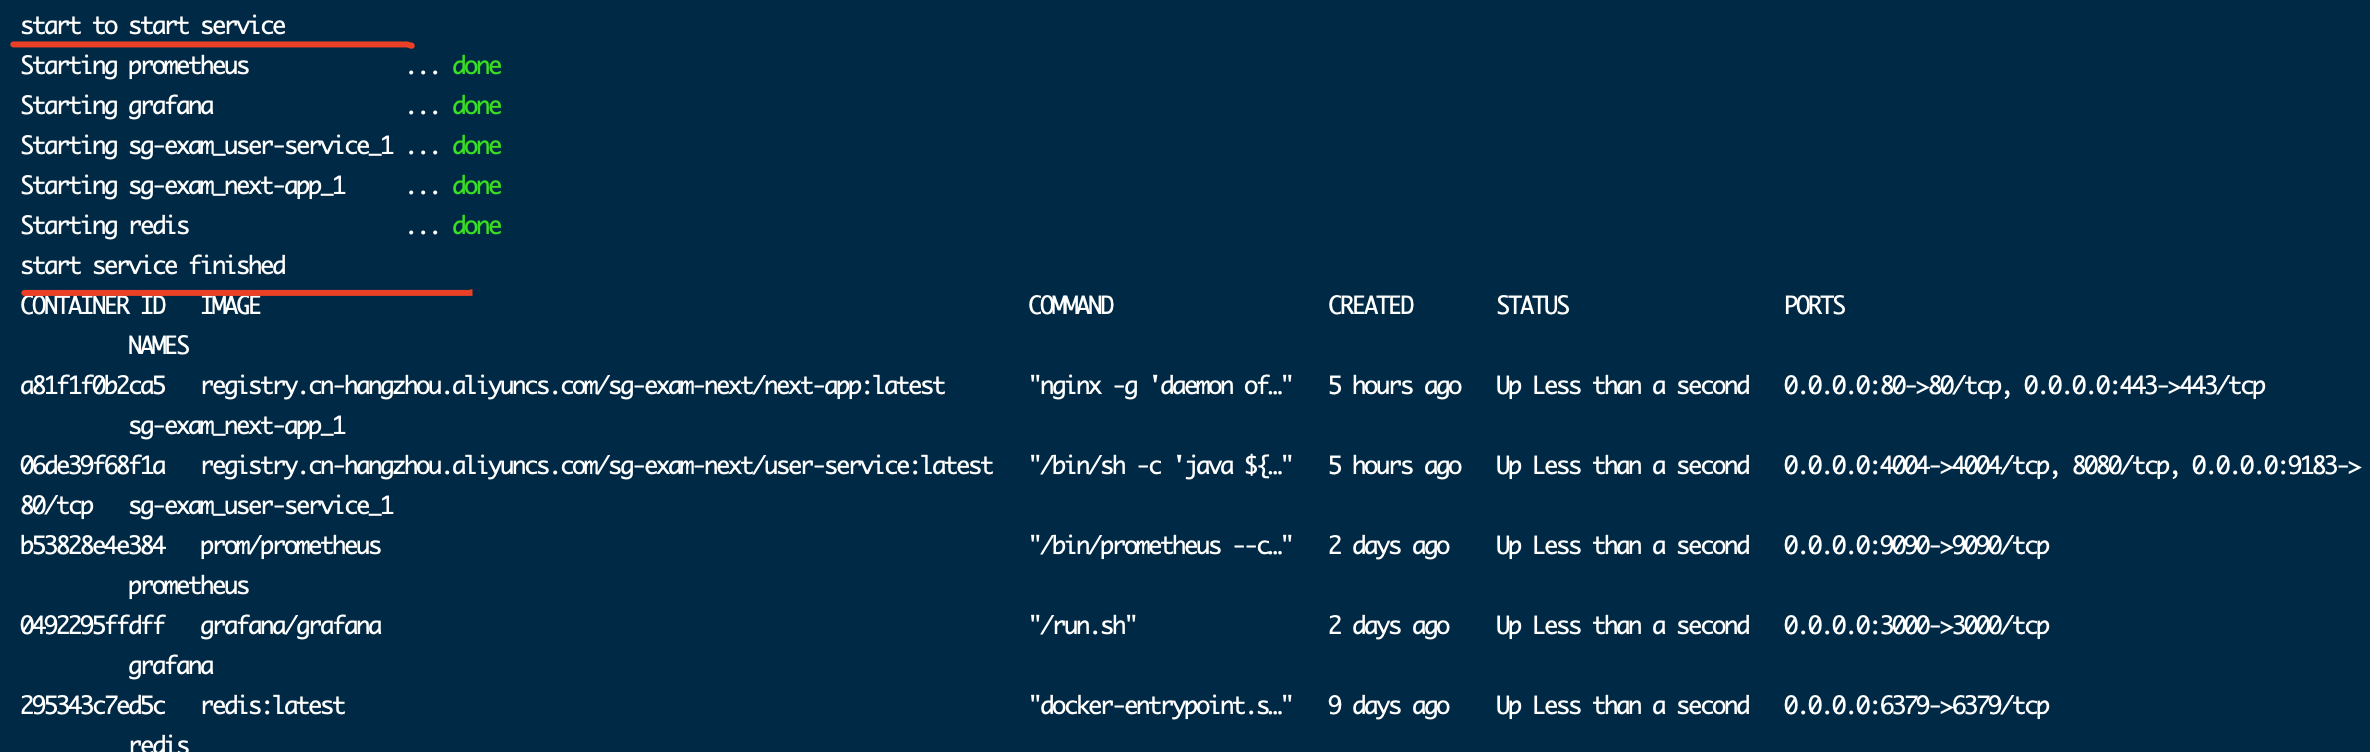 start to start service
Starting prometheus ... done
Starting grafana ... done
Starting sg-exam_user-service_1 ... done
Starting sg-exam_next-app_1 ... done
Starting redis ... done
start service finished
CONTAINER ID IMAGE COMMAND CREATED STATUS PORTS
NAMES
a81f1f0b2ca5 registry.cn-hangzhou.aliyuncs.com/sg-exam-next/next-app:latest "nginx -g 'daemon of…" 5 hours ago Up Less than a second 0.0.0.0:80->80/tcp, 0.0.0.0:443->443/tcp
sg-exam_next-app_1
06de39f68f1a registry.cn-hangzhou.aliyuncs.com/sg-exam-next/user-service:latest "/bin/sh -c 'java ${…" 5 hours ago Up Less than a second 0.0.0.0:4004->4004/tcp, 8080/tcp, 0.0.0.0:9183->
80/tcp sg-exam_user-service_1
b53828e4e384 prom/prometheus "/bin/prometheus --c…" 2 days ago Up Less than a second 0.0.0.0:9090->9090/tcp
prometheus
0492295ffdff grafana/grafana "/run.sh" 2 days ago Up Less than a second 0.0.0.0:3000->3000/tcp
grafana
295343c7ed5c redis:latest "docker-entrypoint.s…" 9 days ago Up Less than a second 0.0.0.0:6379->6379/tcp
redis